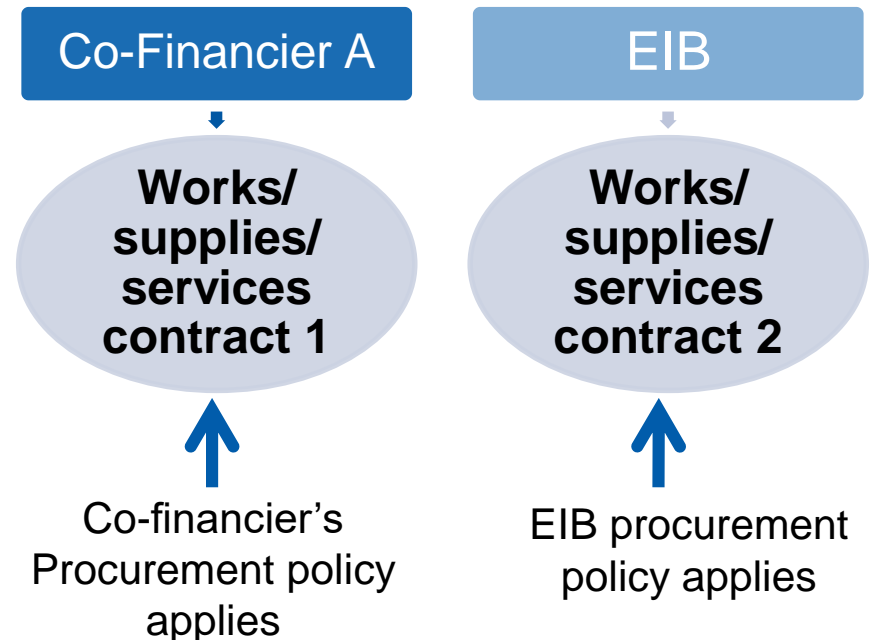 Co-Financier A
Works/
supplies/
services
contract 1
Co-financier's
Procurement policy
applies
EIB
Works/
supplies/
services
contract 2
EIB procurement
policy applies